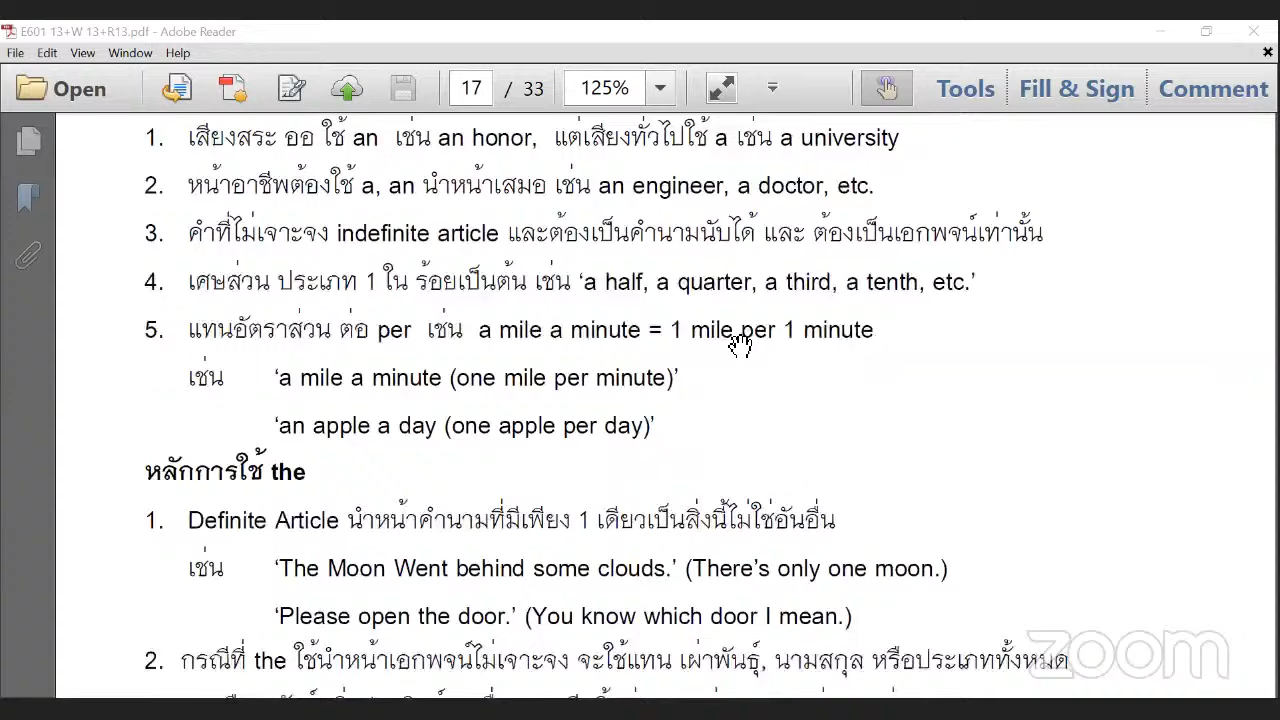 E601 13+W 13+R13.pdf - Adobe Reader
File Edit View Window Help
Open 17 / 33 125% Tools Fill & Sign Comment
1. เสียงสระ ออ ใช้ an เช่น an honor, แต่เสียงทั่วไปใช้ a เช่น a university
2. หน้าอาชีพต้องใช้ a, an นำหน้าเสมอ เช่น an engineer, a doctor, etc.
3. คำที่ไม่เจาะจง indefinite article และต้องเป็นคำนามนับได้ และ ต้องเป็นเอกพจน์เท่านั้น
4. เศษส่วน ประเภท 1 ใน ร้อยเป็นต้น เช่น ‘a half, a quarter, a third, a tenth, etc.’
5. แทนอัตราส่วน ต่อ per เช่น a mile a minute = 1 mile per 1 minute
เช่น ‘a mile a minute (one mile per minute)’
‘an apple a day (one apple per day)’
หลักการใช้ the
1. Definite Article นำหน้าคำนามที่มีเพียง 1 เดียวเป็นสิ่งนี้ไม่ใช่อันอื่น
เช่น ‘The Moon Went behind some clouds.’ (There’s only one moon.)
‘Please open the door.’ (You know which door I mean.)
2. กรณีที่ the ใช้นำหน้าเอกพจน์ไม่เจาะจง จะใช้แทน เผ่าพันธุ์, นามสกุล หรือประเภททั้งหมด
zoom